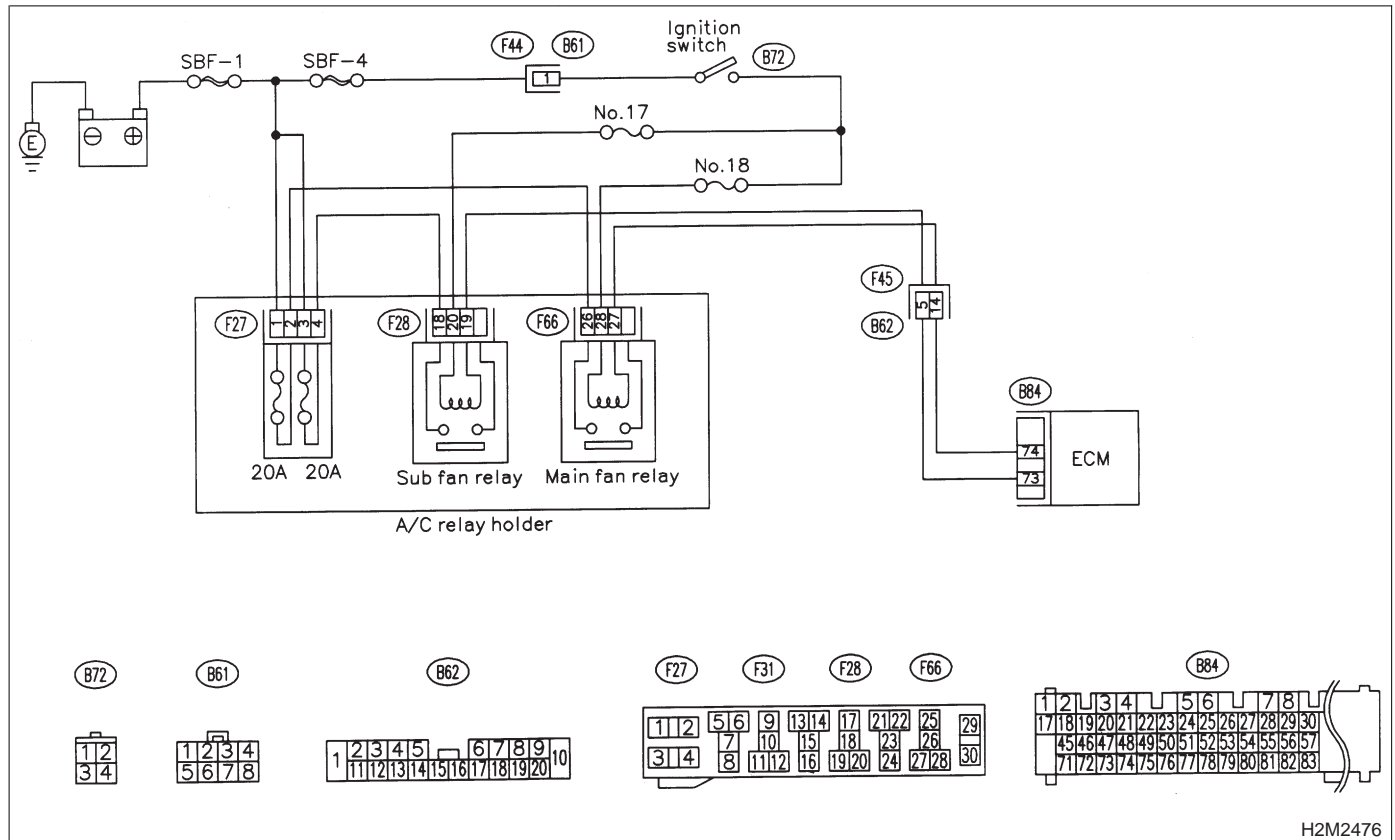 Ignition
switch
F44 B61 B72
SBF-1 SBF-4
1
No.17
E ⊖ ⊕
No.18
F45
5 14
B62
F27 1 2 3 4 F28 18 20 19 F66 26 28 27
B84
74
73
ECM
20A 20A Sub fan relay Main fan relay
A/C relay holder
B72 B61 B62 F27 F31 F28 F66 B84
1 2
3 4
1 2 3 4
5 6 7 8
1 2 3 4 5 6 7 8 9 10
11 12 13 14 15 16 17 18 19 20
1 2 5 6 9 13 14 17 21 22 25 29
7 10 15 18 23 26
3 4 8 11 12 16 19 20 24 27 28 30
1 2 3 4 5 6 7 8
17 18 19 20 21 22 23 24 25 26 27 28 29 30
45 46 47 48 49 50 51 52 53 54 55 56 57
71 72 73 74 75 76 77 78 79 80 81 82 83
H2M2476